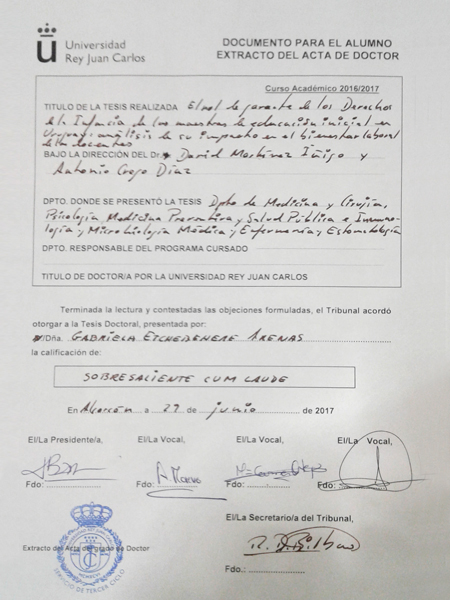 Universidad
Rey Juan Carlos
DOCUMENTO PARA EL ALUMNO
EXTRACTO DEL ACTA DE DOCTOR
Curso Académico 2016/2017
TITULO DE LA TESIS REALIZADA El rol de garante de los Derechos
de la Infancia de los maestros de educación inicial en
Uruguay: análisis de su impacto en el bienestar laboral
de los docentes
BAJO LA DIRECCIÓN DEL Dr. David Martínez Íñigo y
Antonio Crego Díaz
DPTO. DONDE SE PRESENTÓ LA TESIS Dpto de Medicina y Cirujía,
Psicología, Medicina Preventiva y Salud Pública e Inmuno-
logía y Microbiología Médica y Enfermería y Estomatología
DPTO. RESPONSABLE DEL PROGRAMA CURSADO
TITULO DE DOCTOR/A POR LA UNIVERSIDAD REY JUAN CARLOS
Terminada la lectura y contestadas las objeciones formuladas, el Tribunal acordó
otorgar a la Tesis Doctoral, presentada por:
D/Dña. GABRIELA ETCHEBEHERE ARENAS
la calificación de:
SOBRESALIENTE CUM LAUDE
En Alcorcón a 27 de junio de 2017
El/La Presidente/a,
El/La Vocal,
El/La Vocal,
El/La Vocal,
Fdo:
Fdo:
Fdo:
Fdo:
El/La Secretario/a del Tribunal,
Extracto del Acta del grado de Doctor
SERVICIO DE TERCER CICLO
Fdo.: